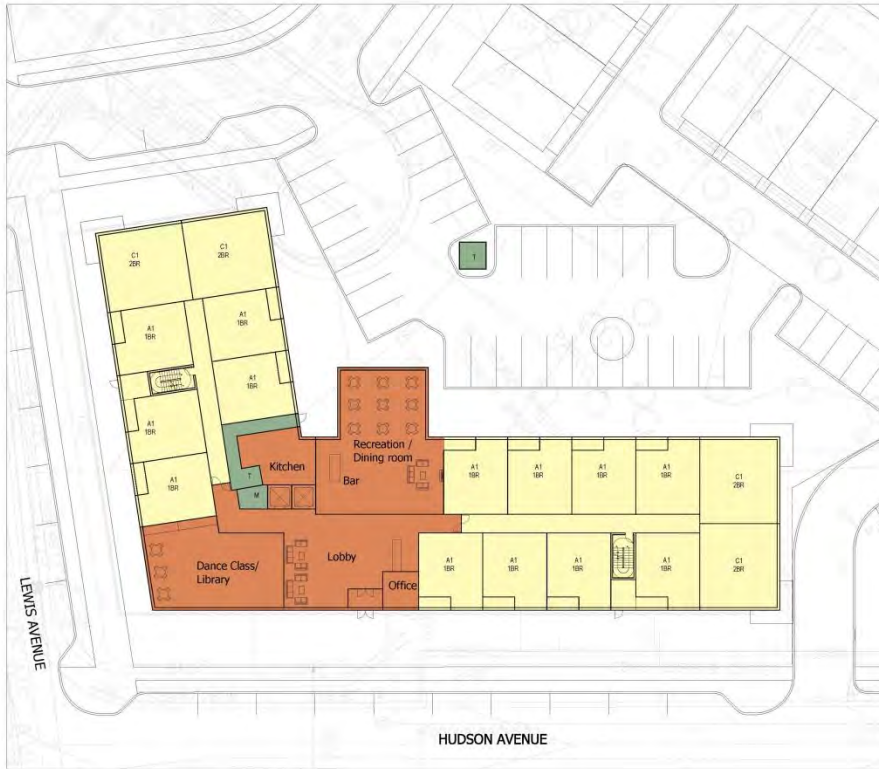 C1
2BR
C1
2BR
T
A1
1BR
A1
1BR
A1
1BR
A1
1BR
A1
1BR
Kitchen
Recreation /
Dining room
Bar
T
M
A1
1BR
A1
1BR
A1
1BR
A1
1BR
C1
2BR
Dance Class/
Library
Lobby
Office
A1
1BR
A1
1BR
A1
1BR
A1
1BR
C1
2BR
LEWIS AVENUE
HUDSON AVENUE